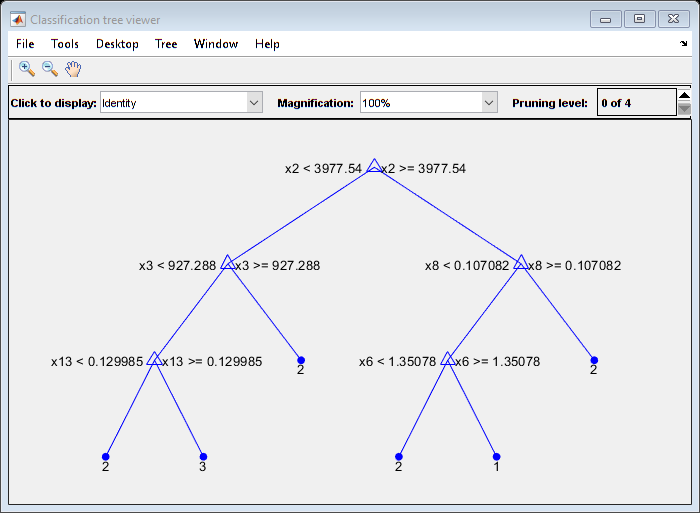 Classification tree viewer
File Tools Desktop Tree Window Help
Click to display: Identity Magnification: 100% Pruning level: 0 of 4
x2 < 3977.54 x2 >= 3977.54
x3 < 927.288 x3 >= 927.288 x8 < 0.107082 x8 >= 0.107082
x13 < 0.129985 x13 >= 0.129985 2 x6 < 1.35078 x6 >= 1.35078 2
2 3 2 1